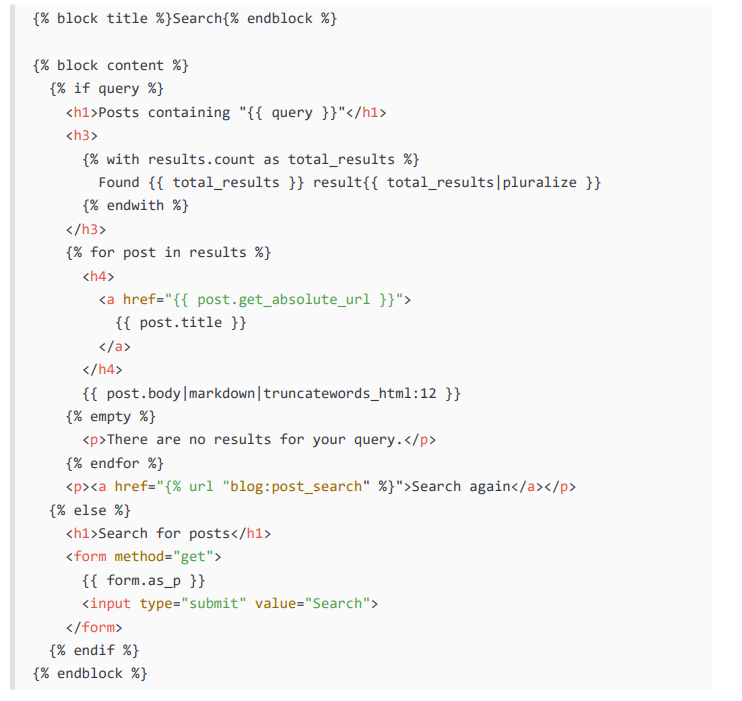 {% block title %}Search{% endblock %}
{% block content %}
{% if query %}
<h1>Posts containing "{{ query }}"</h1>
<h3>
{% with results.count as total_results %}
Found {{ total_results }} result{{ total_results|pluralize }}
{% endwith %}
</h3>
{% for post in results %}
<h4>
<a href="{{ post.get_absolute_url }}">
{{ post.title }}
</a>
</h4>
{{ post.body|markdown|truncatewords_html:12 }}
{% empty %}
<p>There are no results for your query.</p>
{% endfor %}
<p><a href="{% url "blog:post_search" %}">Search again</a></p>
{% else %}
<h1>Search for posts</h1>
<form method="get">
{{ form.as_p }}
<input type="submit" value="Search">
</form>
{% endif %}
{% endblock %}